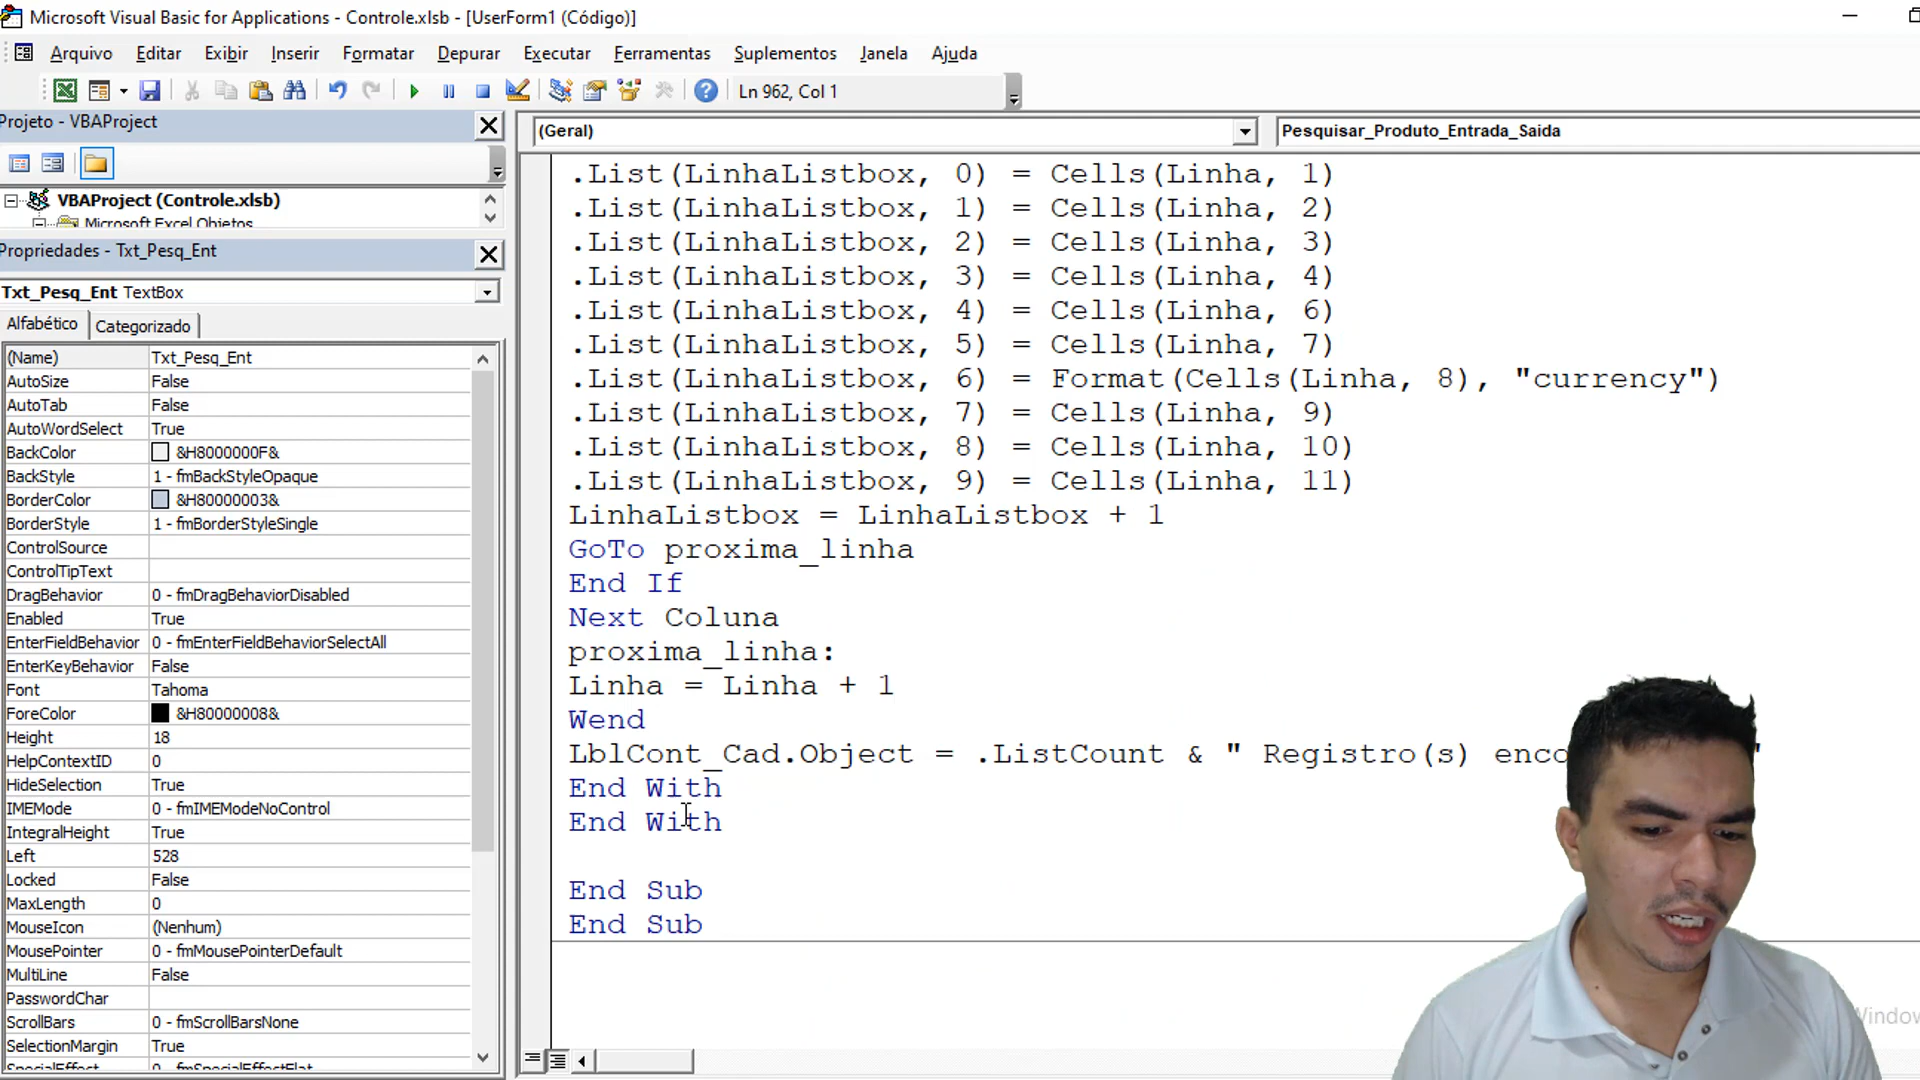 Microsoft Visual Basic for Applications - Controle.xlsb - [UserForm1 (Código)]
Arquivo Editar Exibir Inserir Formatar Depurar Executar Ferramentas Suplementos Janela Ajuda
Ln 962, Col 1
Projeto - VBAProject
VBAProject (Controle.xlsb)
Microsoft Excel Objetos
Propriedades - Txt_Pesq_Ent
Txt_Pesq_Ent TextBox
Alfabético Categorizado
(Name) Txt_Pesq_Ent
AutoSize False
AutoTab False
AutoWordSelect True
BackColor &H8000000F&
BackStyle 1 - fmBackStyleOpaque
BorderColor &H80000003&
BorderStyle 1 - fmBorderStyleSingle
ControlSource
ControlTipText
DragBehavior 0 - fmDragBehaviorDisabled
Enabled True
EnterFieldBehavior 0 - fmEnterFieldBehaviorSelectAll
EnterKeyBehavior False
Font Tahoma
ForeColor &H80000008&
Height 18
HelpContextID 0
HideSelection True
IMEMode 0 - fmIMEModeNoControl
IntegralHeight True
Left 528
Locked False
MaxLength 0
MouseIcon (Nenhum)
MousePointer 0 - fmMousePointerDefault
MultiLine False
PasswordChar
ScrollBars 0 - fmScrollBarsNone
SelectionMargin True
SpecialEffect 0 - fmSpecialEffectFlat
(Geral) Pesquisar_Produto_Entrada_Saida
.List(LinhaListbox, 0) = Cells(Linha, 1)
.List(LinhaListbox, 1) = Cells(Linha, 2)
.List(LinhaListbox, 2) = Cells(Linha, 3)
.List(LinhaListbox, 3) = Cells(Linha, 4)
.List(LinhaListbox, 4) = Cells(Linha, 6)
.List(LinhaListbox, 5) = Cells(Linha, 7)
.List(LinhaListbox, 6) = Format(Cells(Linha, 8), "currency")
.List(LinhaListbox, 7) = Cells(Linha, 9)
.List(LinhaListbox, 8) = Cells(Linha, 10)
.List(LinhaListbox, 9) = Cells(Linha, 11)
LinhaListbox = LinhaListbox + 1
GoTo proxima_linha
End If
Next Coluna
proxima_linha:
Linha = Linha + 1
Wend
LblCont_Cad.Object = .ListCount & " Registro(s) enco
End With
End With
End Sub
End Sub